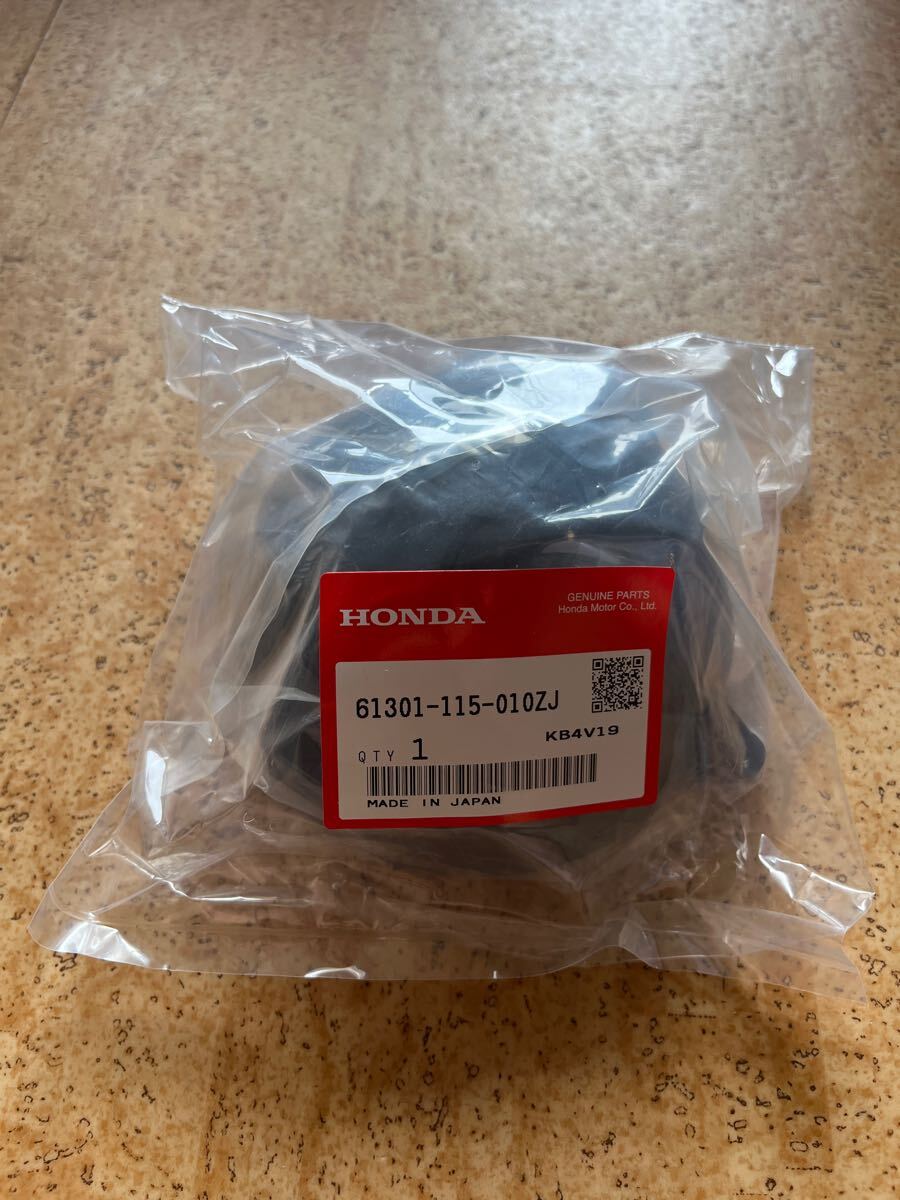 HONDA
GENUINE PARTS
Honda Motor Co., Ltd.
61301-115-010ZJ
KB4V19
QTY 1
MADE IN JAPAN